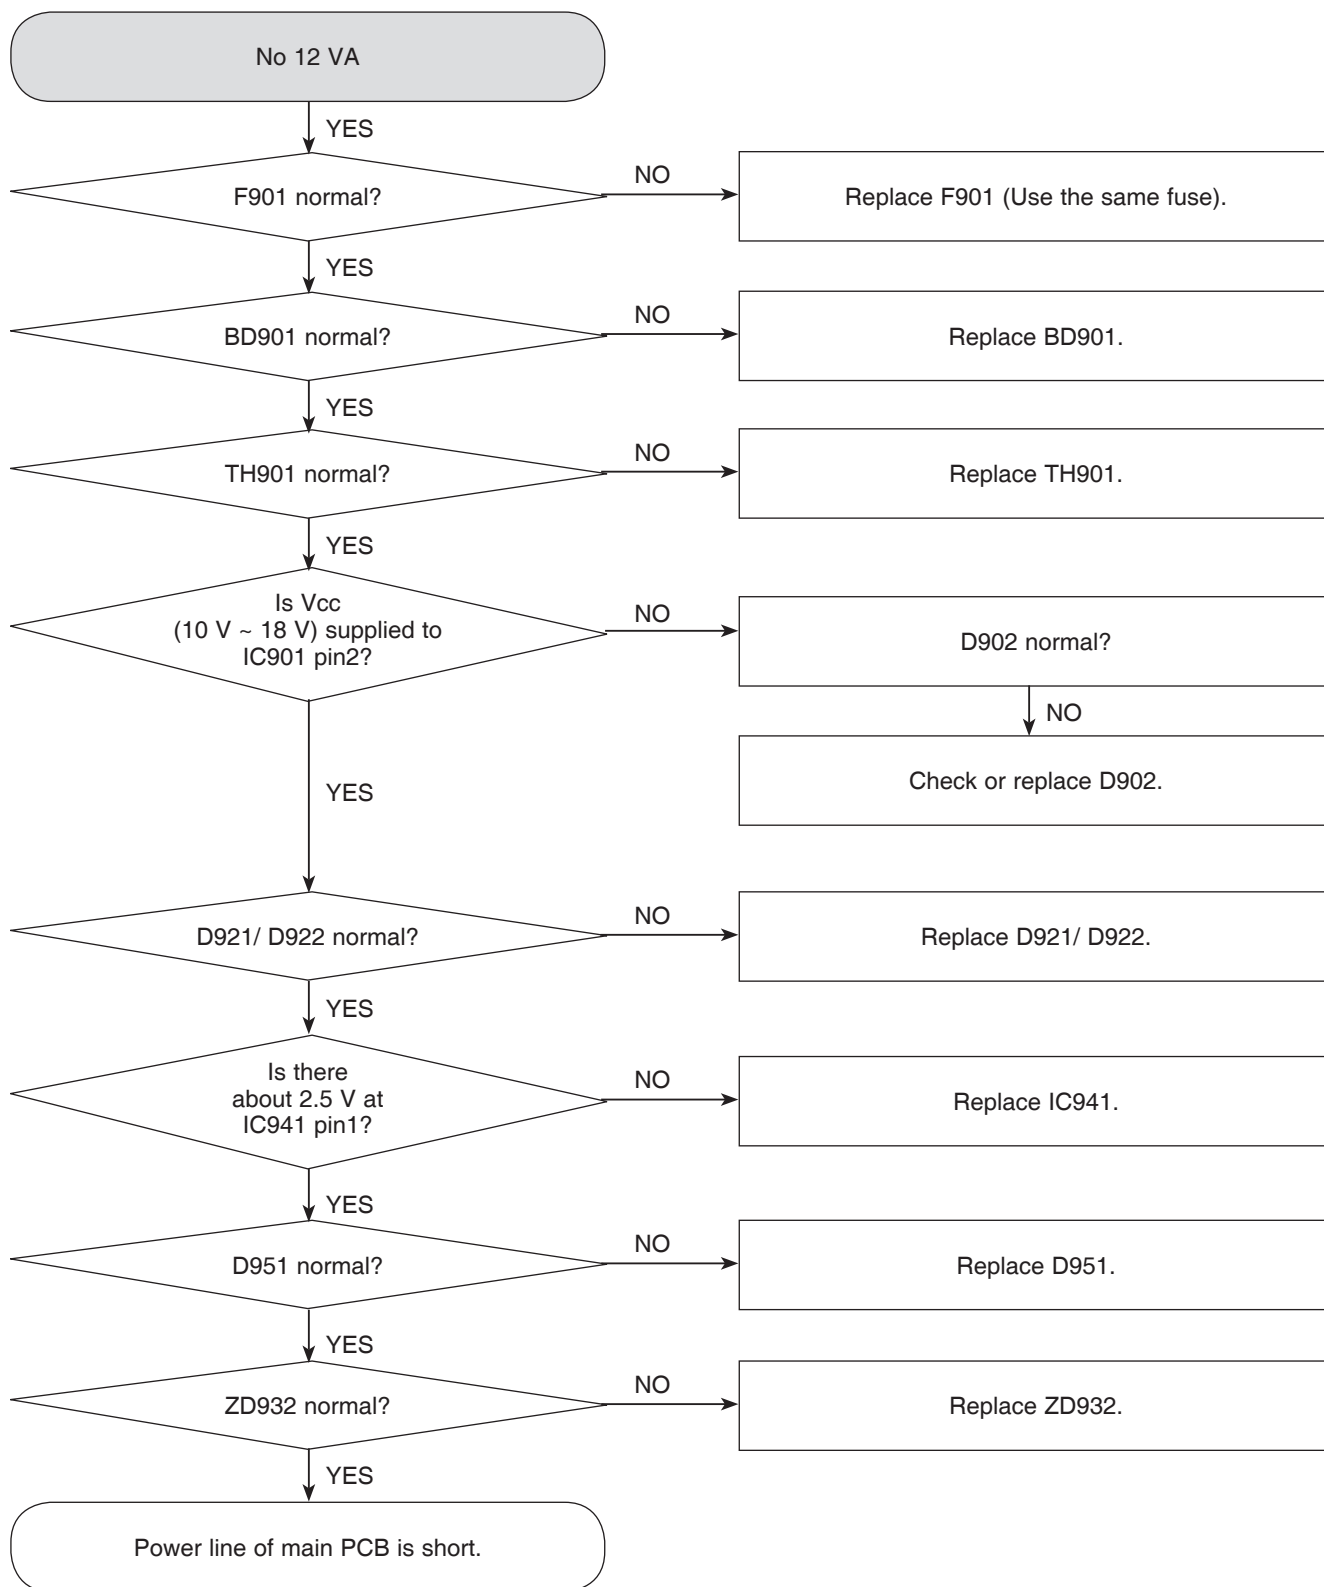 No 12 VA
YES
F901 normal?
NO
Replace F901 (Use the same fuse).
YES
BD901 normal?
NO
Replace BD901.
YES
TH901 normal?
NO
Replace TH901.
YES
Is Vcc
(10 V ~ 18 V) supplied to
IC901 pin2?
NO
D902 normal?
NO
Check or replace D902.
YES
D921/ D922 normal?
NO
Replace D921/ D922.
YES
Is there
about 2.5 V at
IC941 pin1?
NO
Replace IC941.
YES
D951 normal?
NO
Replace D951.
YES
ZD932 normal?
NO
Replace ZD932.
YES
Power line of main PCB is short.